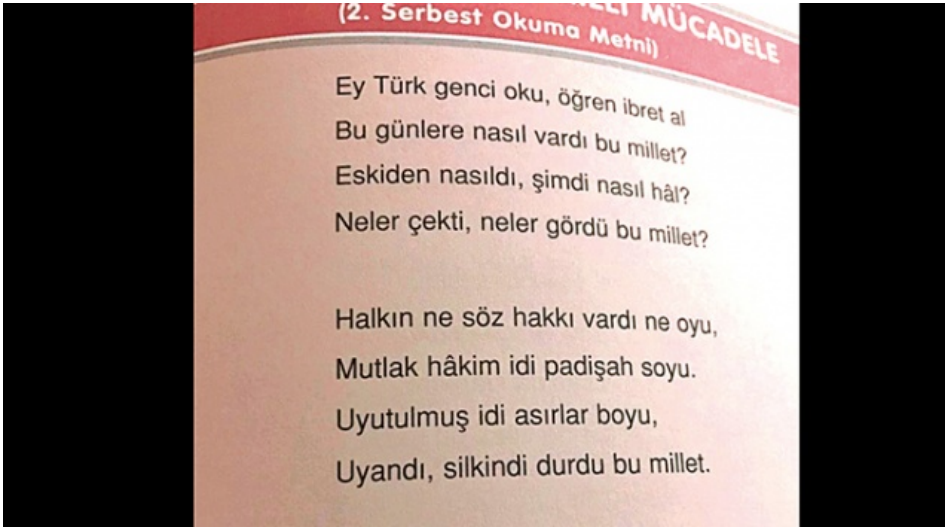 MÜCADELE
(2. Serbest Okuma Metni)
Ey Türk genci oku, öğren ibret al
Bu günlere nasıl vardı bu millet?
Eskiden nasıldı, şimdi nasıl hâl?
Neler çekti, neler gördü bu millet?
Halkın ne söz hakkı vardı ne oyu,
Mutlak hâkim idi padişah soyu.
Uyutulmuş idi asırlar boyu,
Uyandı, silkindi durdu bu millet.